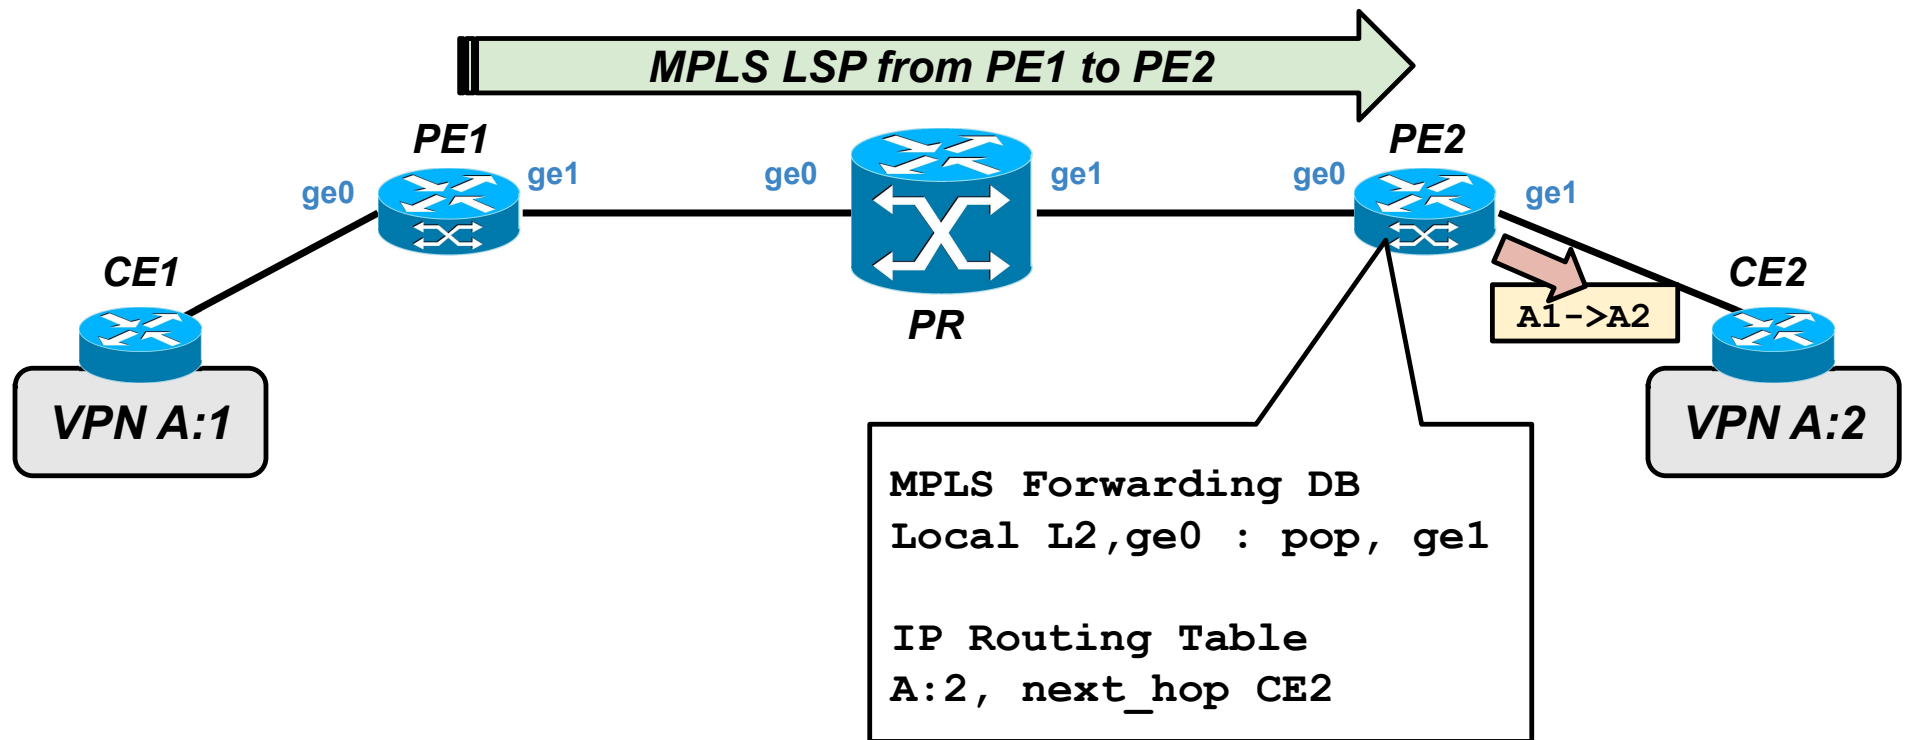 MPLS LSP from PE1 to PE2
PE1
PE2
ge0
ge1
ge0
ge1
ge0
ge1
CE1
CE2
PR
A1->A2
VPN A:1
VPN A:2
MPLS Forwarding DB
Local L2,ge0 : pop, ge1
IP Routing Table
A:2, next_hop CE2